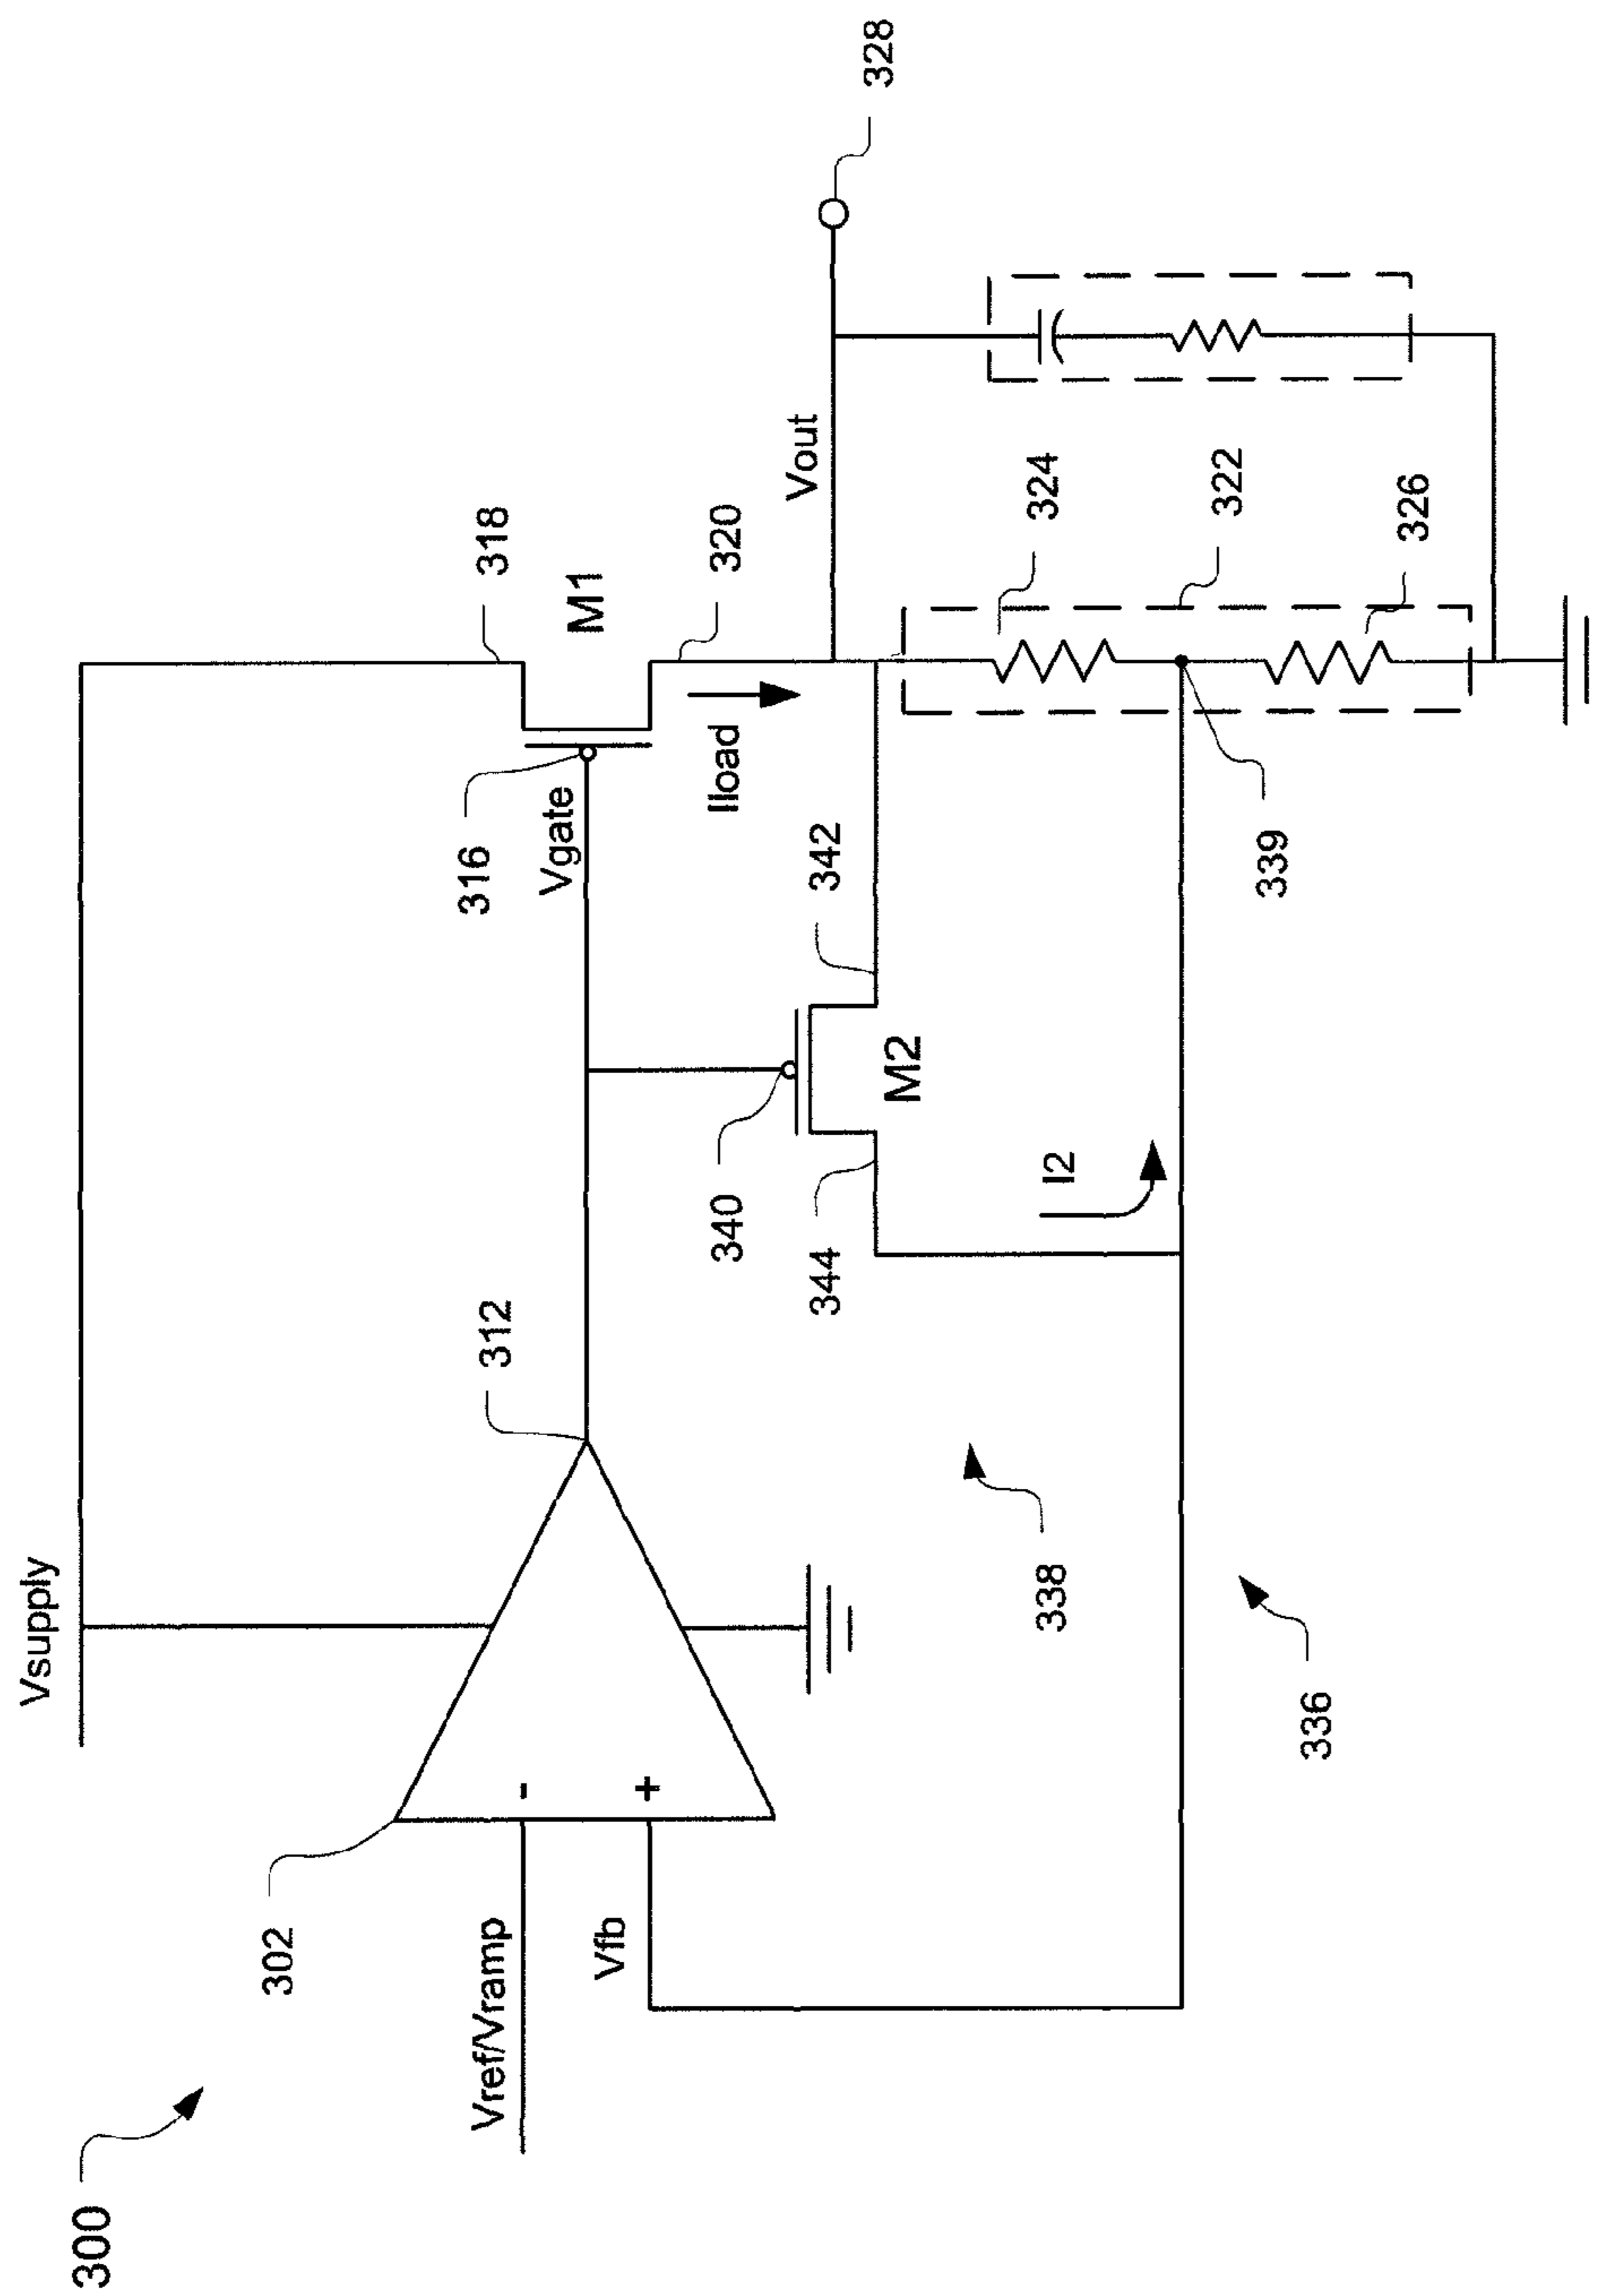 300
Vsupply
302
Vref/Vramp
-
+
Vfb
312
316
Vgate
318
M1
320
Iload
340
342
344
M2
I2
338
336
339
Vout
328
324
322
326